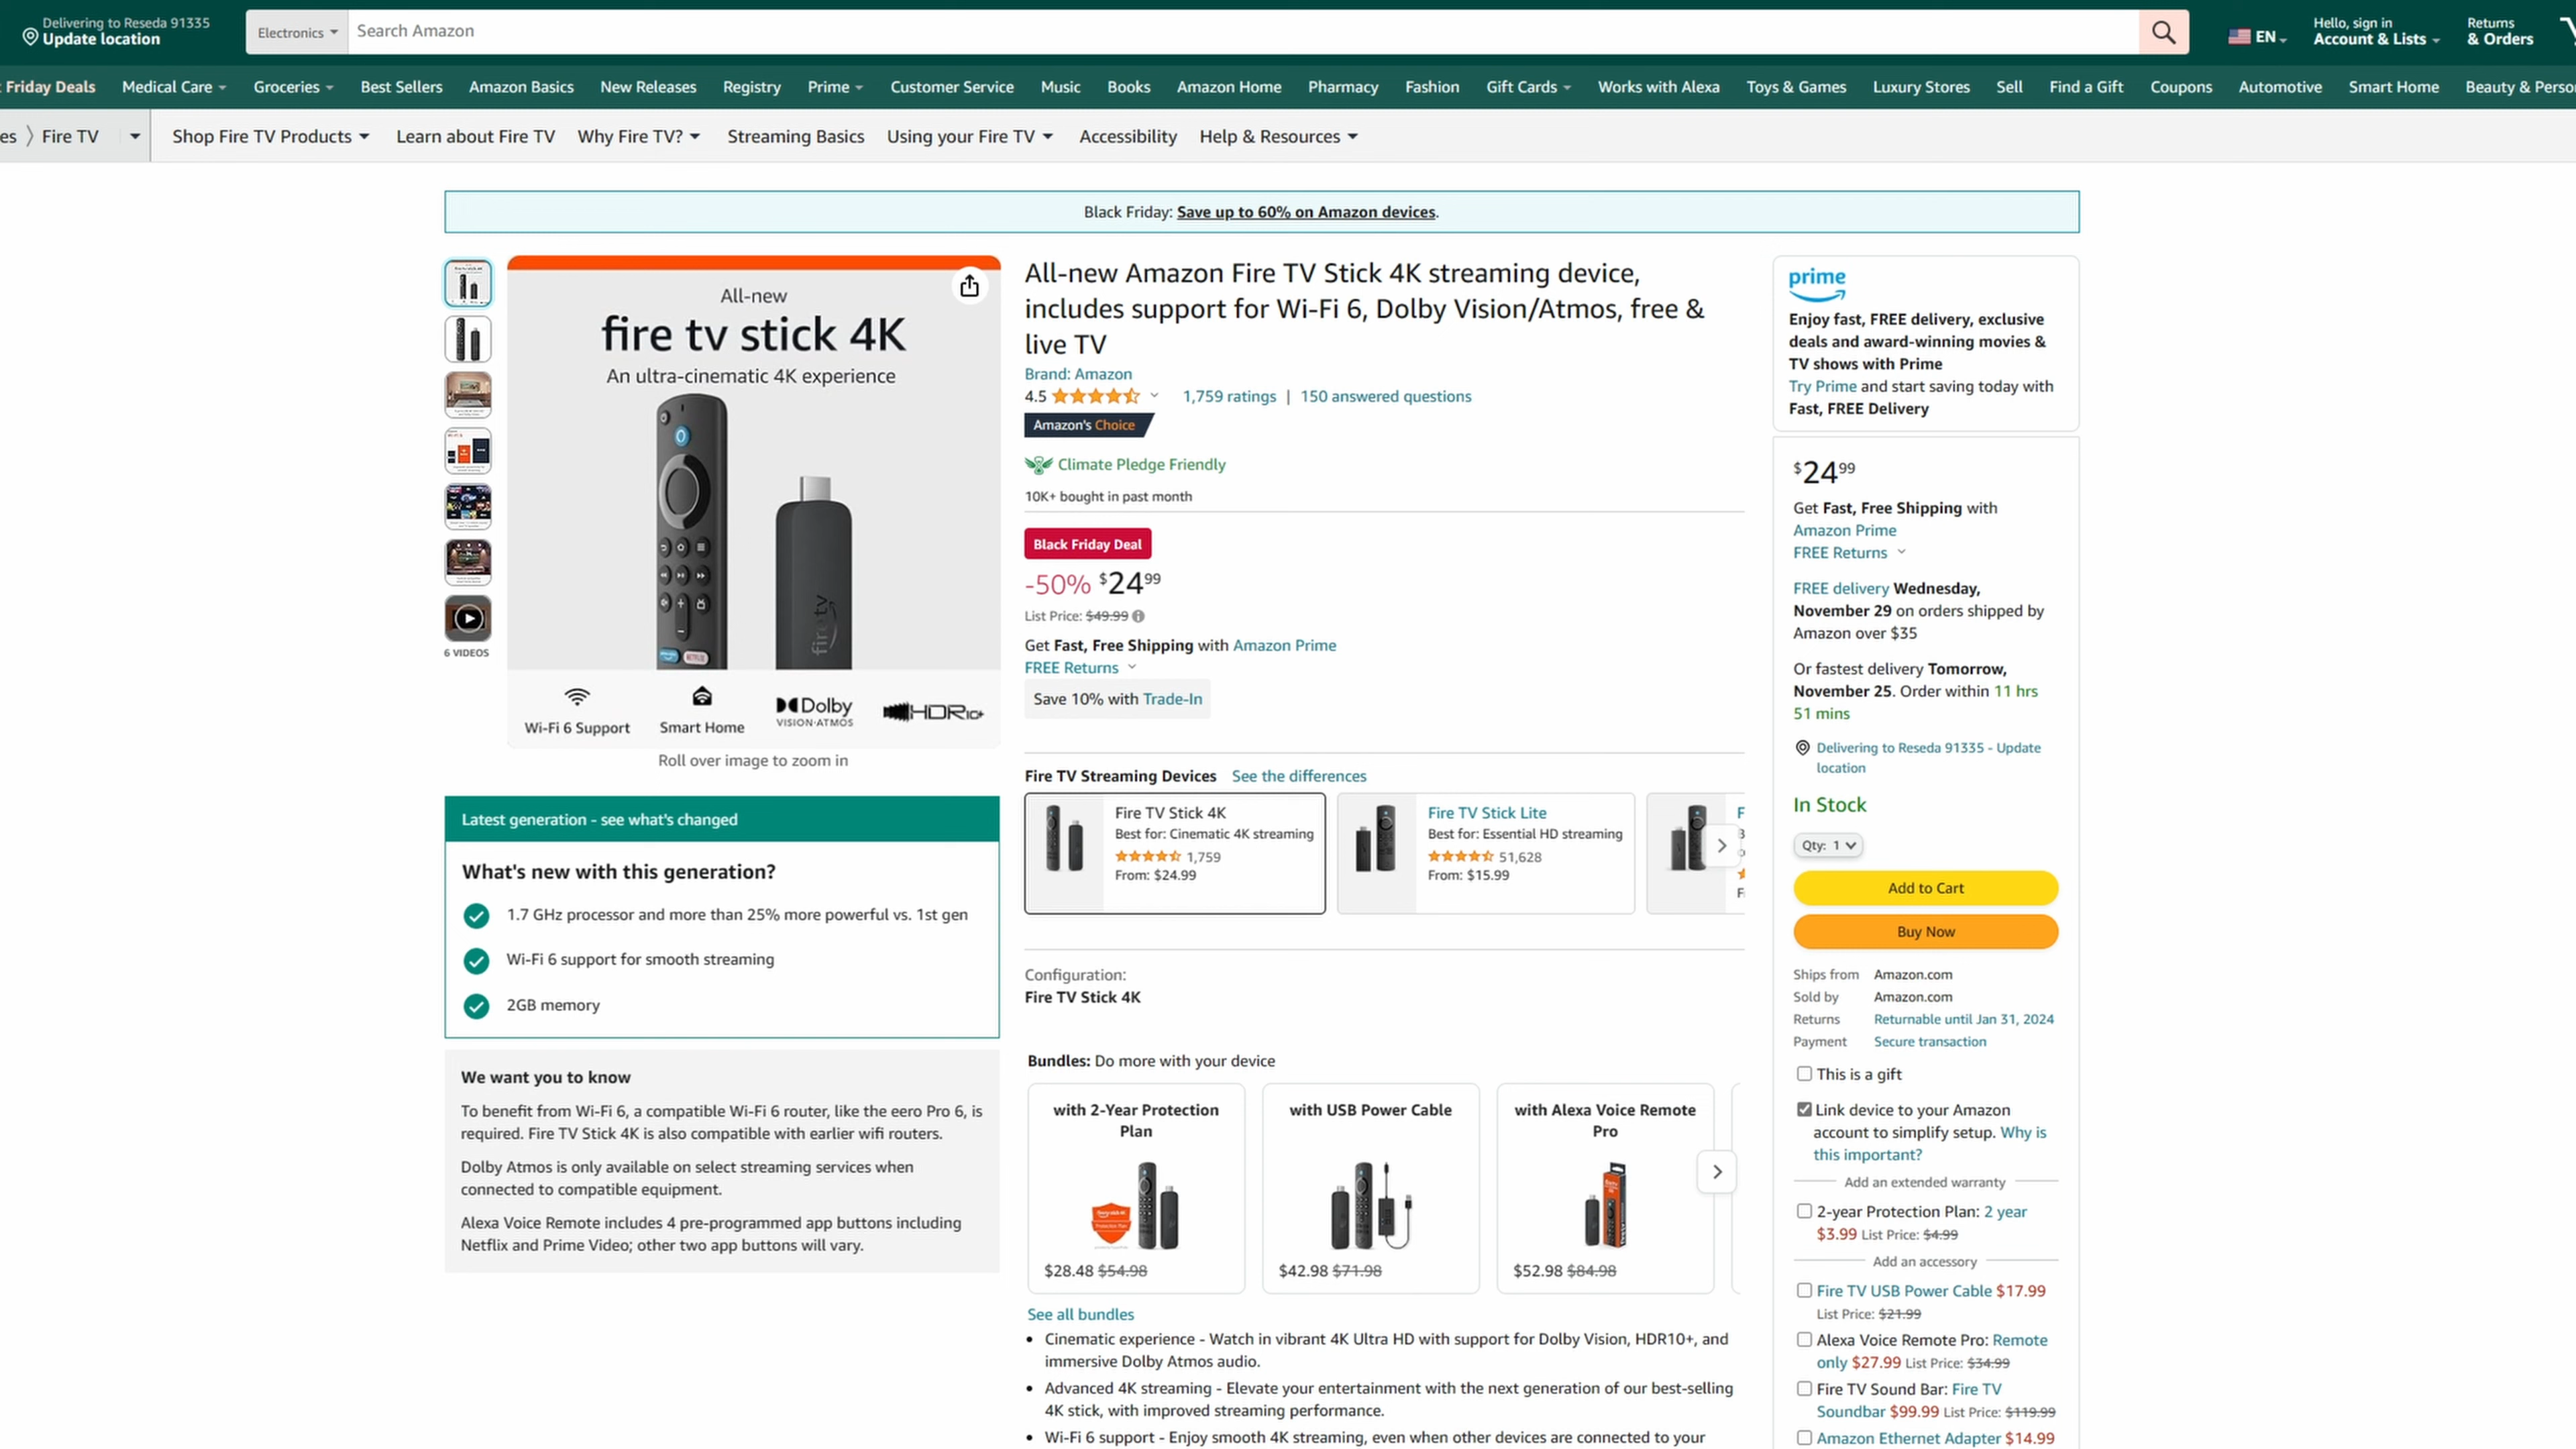 Delivering to Reseda 91335
Update location
Electronics
Search Amazon
EN
Hello, sign in
Account & Lists
Returns
& Orders
Friday Deals
Medical Care
Groceries
Best Sellers
Amazon Basics
New Releases
Registry
Prime
Customer Service
Music
Books
Amazon Home
Pharmacy
Fashion
Gift Cards
Works with Alexa
Toys & Games
Luxury Stores
Sell
Find a Gift
Coupons
Automotive
Smart Home
Beauty & Perso
es › Fire TV
Shop Fire TV Products
Learn about Fire TV
Why Fire TV?
Streaming Basics
Using your Fire TV
Accessibility
Help & Resources
Black Friday: Save up to 60% on Amazon devices.
6 VIDEOS
All-new
fire tv stick 4K
An ultra-cinematic 4K experience
fire tv
NETFLIX
Wi-Fi 6 Support
Smart Home
Dolby
VISION·ATMOS
HDR10+
Roll over image to zoom in
Latest generation - see what's changed
What's new with this generation?
1.7 GHz processor and more than 25% more powerful vs. 1st gen
Wi-Fi 6 support for smooth streaming
2GB memory
We want you to know
To benefit from Wi-Fi 6, a compatible Wi-Fi 6 router, like the eero Pro 6, is
required. Fire TV Stick 4K is also compatible with earlier wifi routers.
Dolby Atmos is only available on select streaming services when
connected to compatible equipment.
Alexa Voice Remote includes 4 pre-programmed app buttons including
Netflix and Prime Video; other two app buttons will vary.
All-new Amazon Fire TV Stick 4K streaming device,
includes support for Wi-Fi 6, Dolby Vision/Atmos, free &
live TV
Brand: Amazon
4.5
1,759 ratings | 150 answered questions
Amazon's Choice
Climate Pledge Friendly
10K+ bought in past month
Black Friday Deal
-50% $24 99
List Price: $49.99
Get Fast, Free Shipping with Amazon Prime
FREE Returns
Save 10% with Trade-In
Fire TV Streaming Devices See the differences
Fire TV Stick 4K
Best for: Cinematic 4K streaming
1,759
From: $24.99
Fire TV Stick Lite
Best for: Essential HD streaming
51,628
From: $15.99
Configuration:
Fire TV Stick 4K
Bundles: Do more with your device
with 2-Year Protection
Plan
$28.48 $54.98
with USB Power Cable
$42.98 $71.98
with Alexa Voice Remote
Pro
$52.98 $84.98
See all bundles
• Cinematic experience - Watch in vibrant 4K Ultra HD with support for Dolby Vision, HDR10+, and
immersive Dolby Atmos audio.
• Advanced 4K streaming - Elevate your entertainment with the next generation of our best-selling
4K stick, with improved streaming performance.
• Wi-Fi 6 support - Enjoy smooth 4K streaming, even when other devices are connected to your
prime
Enjoy fast, FREE delivery, exclusive
deals and award-winning movies &
TV shows with Prime
Try Prime and start saving today with
Fast, FREE Delivery
$24 99
Get Fast, Free Shipping with
Amazon Prime
FREE Returns
FREE delivery Wednesday,
November 29 on orders shipped by
Amazon over $35
Or fastest delivery Tomorrow,
November 25. Order within 11 hrs
51 mins
Delivering to Reseda 91335 - Update
location
In Stock
Qty: 1
Add to Cart
Buy Now
Ships from Amazon.com
Sold by Amazon.com
Returns Returnable until Jan 31, 2024
Payment Secure transaction
This is a gift
Link device to your Amazon
account to simplify setup. Why is
this important?
Add an extended warranty
2-year Protection Plan: 2 year
$3.99 List Price: $4.99
Add an accessory
Fire TV USB Power Cable $17.99
List Price: $21.99
Alexa Voice Remote Pro: Remote
only $27.99 List Price: $34.99
Fire TV Sound Bar: Fire TV
Soundbar $99.99 List Price: $119.99
Amazon Ethernet Adapter $14.99